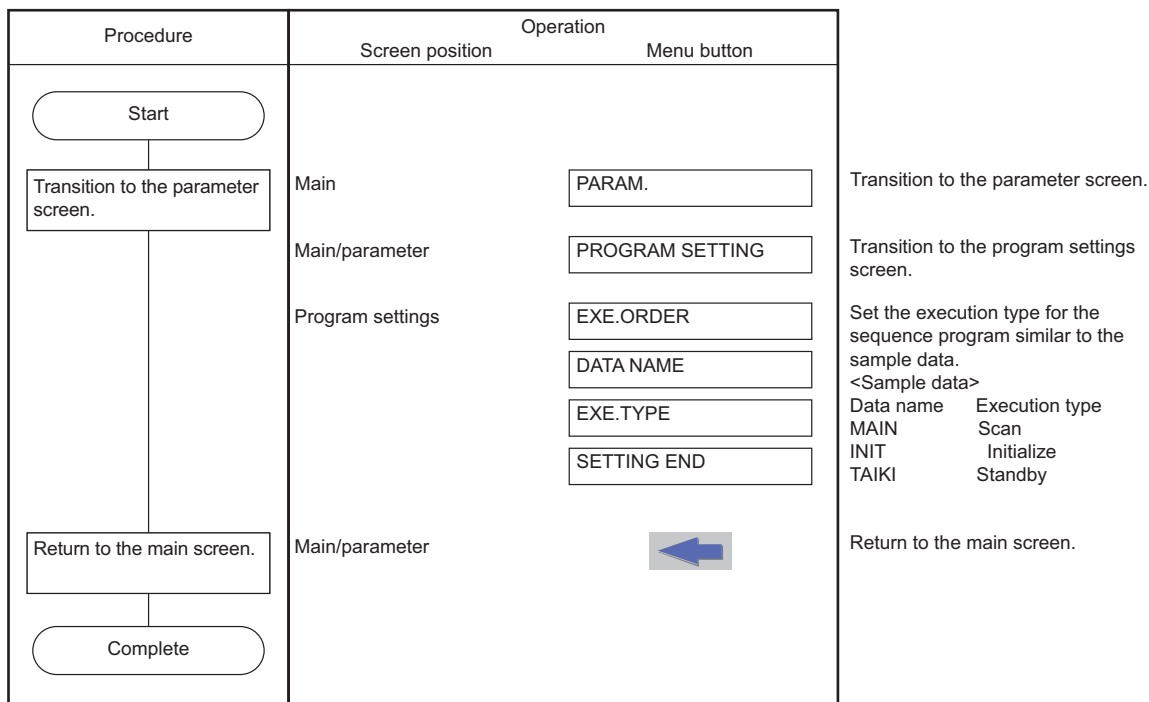 Procedure
Operation
Screen position Menu button
Start
Transition to the parameter
screen.
Main
PARAM.
Transition to the parameter screen.
Main/parameter
PROGRAM SETTING
Transition to the program settings
screen.
Program settings
EXE.ORDER
DATA NAME
EXE.TYPE
SETTING END
Set the execution type for the
sequence program similar to the
sample data.
<Sample data>
Data name Execution type
MAIN Scan
INIT Initialize
TAIKI Standby
Return to the main screen.
Main/parameter
Return to the main screen.
Complete